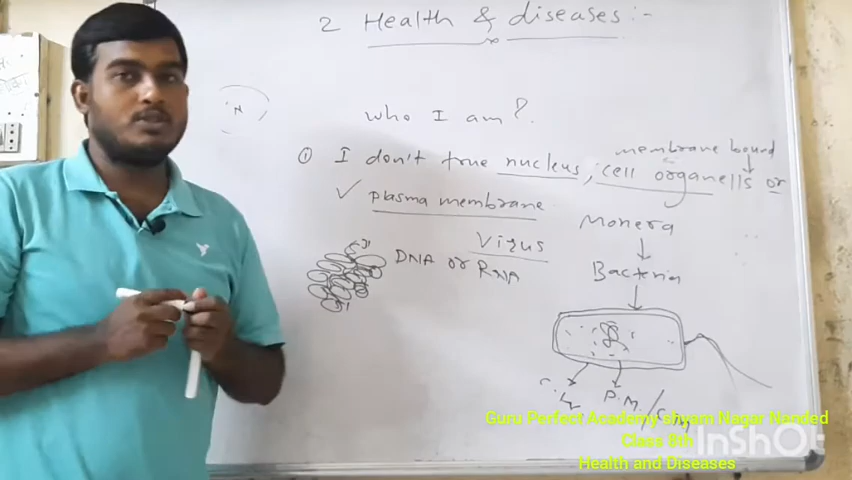 2 Health & diseases :-
N
who I am?
membrane bound
① I don't true nucleus, cell organells or
✓ plasma membrane
Monera
Virus
DNA or RNA
Bacteria
P.M./
Guru Perfect Academy shyam Nagar Nanded
Class 8th
InShOt
Health and Diseases